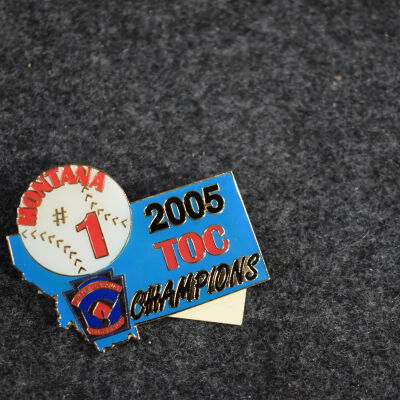 MONTANA
# 1
2005
TOC
CHAMPIONS